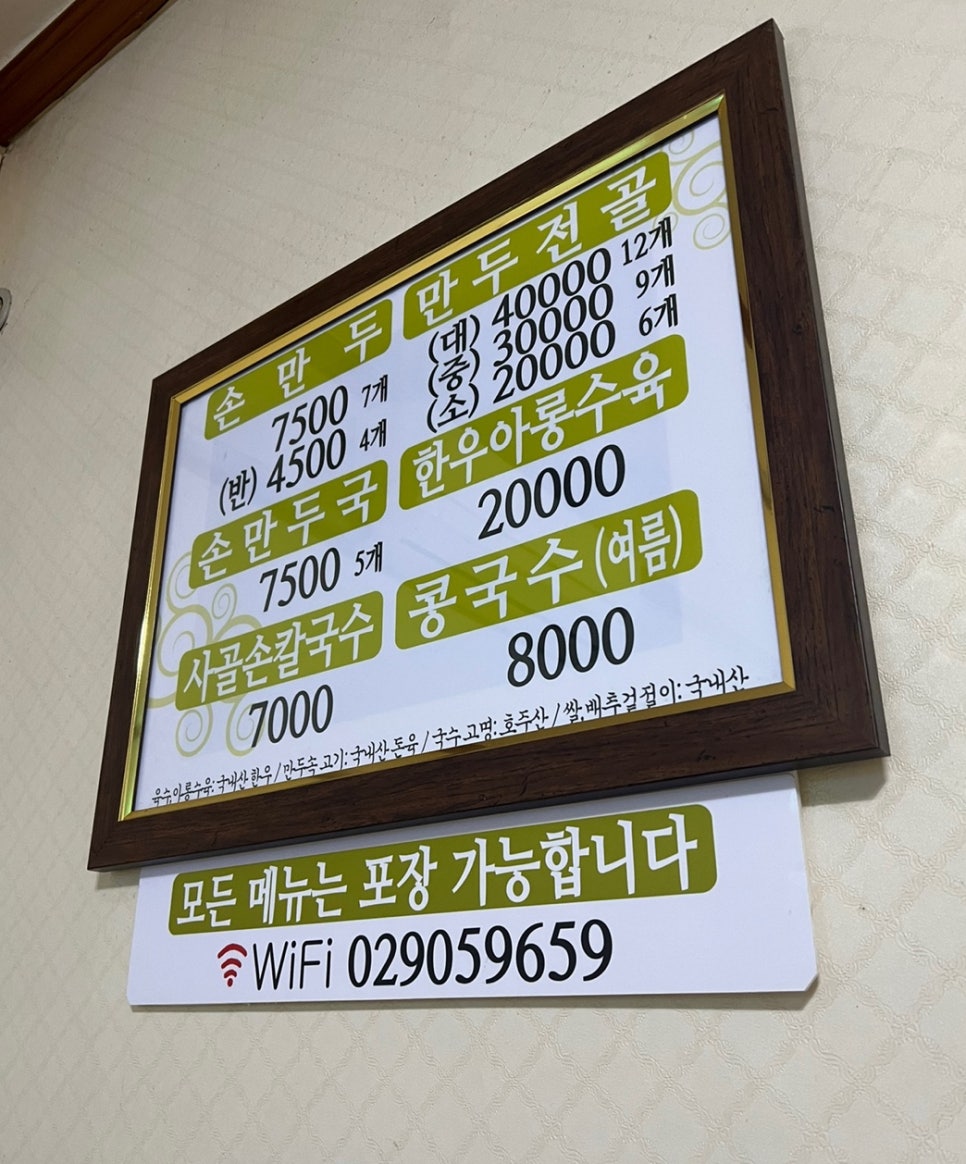 손만두
7500 7개
(반) 4500 4개
손만두국
7500 5개
사골손칼국수
7000
만두전골
(대) 40000 12개
(중) 30000 9개
(소) 20000 6개
한우아롱수육
20000
콩국수(여름)
8000
육수,아롱수육:국내산한우 / 만두속고기:국내산돈육 / 국수고명:호주산 / 쌀,배추겉절이:국내산
모든 메뉴는 포장 가능합니다
WiFi 029059659